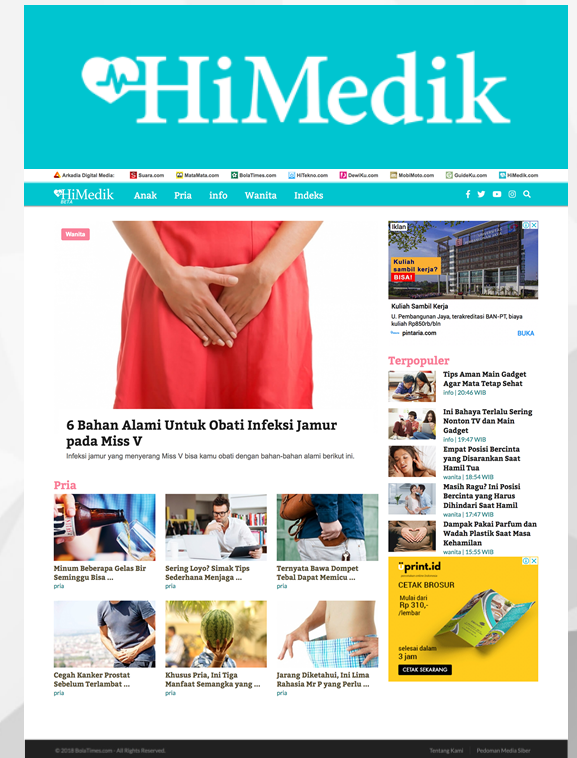 HiMedik
Arkadia Digital Media: Suara.com MataMata.com BolaTimes.com HiTekno.com DewiKu.com MobiMoto.com GuideKu.com HiMedik.com
HiMedik BETA Anak Pria info Wanita Indeks
Wanita
6 Bahan Alami Untuk Obati Infeksi Jamur
pada Miss V
Infeksi jamur yang menyerang Miss V bisa kamu obati dengan bahan-bahan alami berikut ini.
Pria
Minum Beberapa Gelas Bir
Seminggu Bisa ...
pria
Sering Loyo? Simak Tips
Sederhana Menjaga ...
pria
Ternyata Bawa Dompet
Tebal Dapat Memicu ...
pria
Cegah Kanker Prostat
Sebelum Terlambat ...
pria
Khusus Pria, Ini Tiga
Manfaat Semangka yang ...
pria
Jarang Diketahui, Ini Lima
Rahasia Mr P yang Perlu ...
pria
Iklan
Kuliah
sambil kerja?
BISA!
Kuliah Sambil Kerja
U. Pembangunan Jaya, terakreditasi BAN-PT, biaya
kuliah Rp850rb/bln
pintaria.com BUKA
Terpopuler
Tips Aman Main Gadget
Agar Mata Tetap Sehat
info | 20:46 WIB
Ini Bahaya Terlalu Sering
Nonton TV dan Main
Gadget
info | 19:47 WIB
Empat Posisi Bercinta
yang Disarankan Saat
Hamil Tua
wanita | 18:54 WIB
Masih Ragu? Ini Posisi
Bercinta yang Harus
Dihindari Saat Hamil
wanita | 17:47 WIB
Dampak Pakai Parfum dan
Wadah Plastik Saat Masa
Kehamilan
wanita | 15:55 WIB
üprint.id
CETAK BROSUR
Mulai dari
Rp 310,-
/lembar
selesai dalam
3 jam
CETAK SEKARANG
© 2018 BolaTimes.com - All Rights Reserved.
Tentang Kami | Pedoman Media Siber